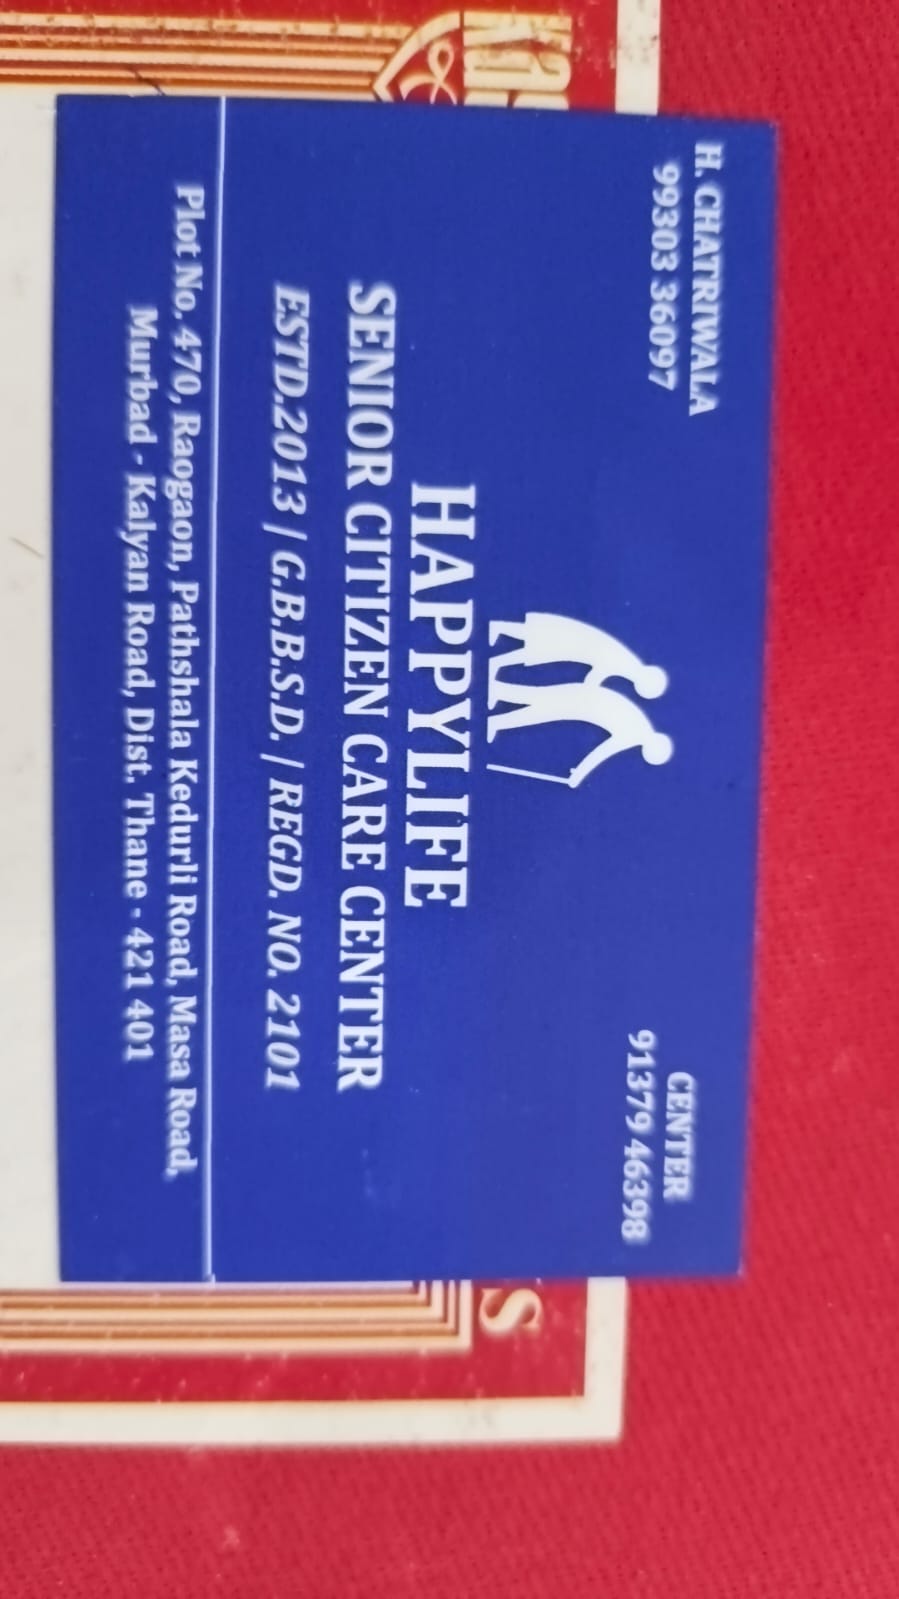 H. CHATRIWALA
99303 36097
CENTER
91379 46398
HAPPYLIFE
SENIOR CITIZEN CARE CENTER
ESTD.2013 | G.B.B.S.D. | REGD. NO. 2101
Plot No. 470, Raogaon, Pathshala Kedurli Road, Masa Road,
Murbad - Kalyan Road, Dist. Thane - 421 401